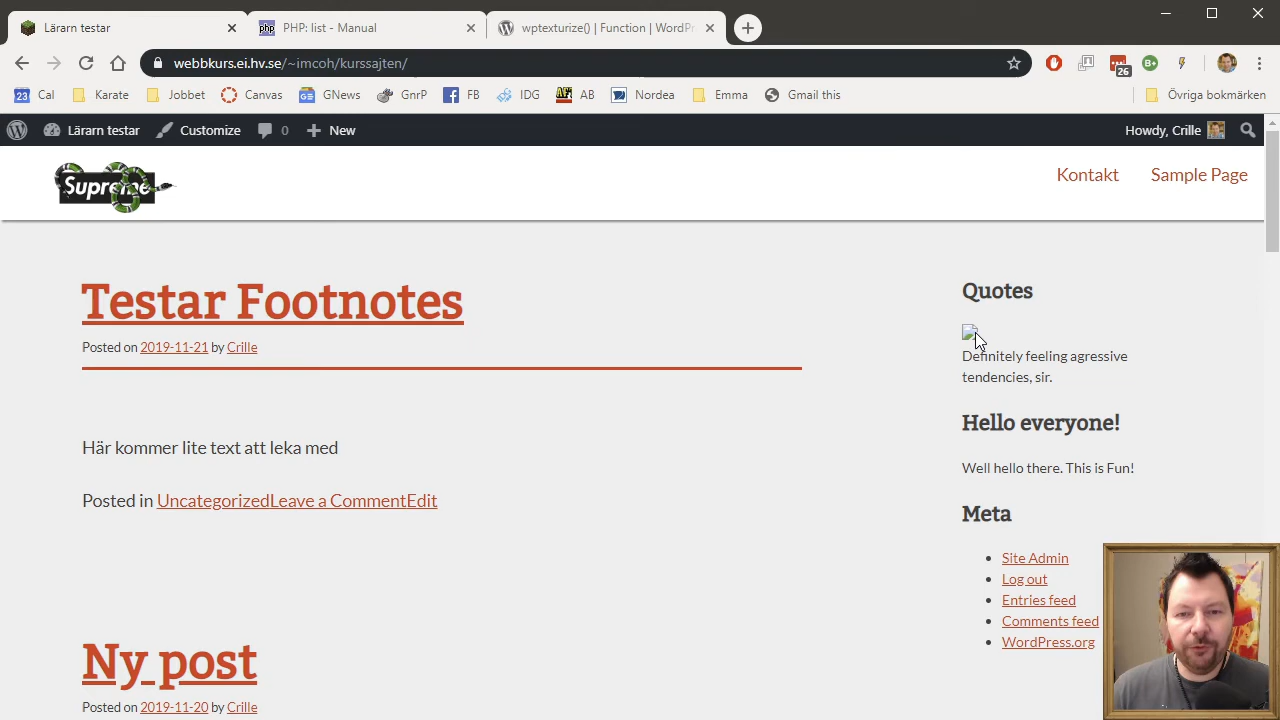 Lärarn testar
PHP: list - Manual
wptexturize() | Function | WordPr
webbkurs.ei.hv.se/~imcoh/kurssajten/
26
23 Cal
Karate
Jobbet
Canvas
GNews
GnrP
FB
IDG
AB
Nordea
Emma
Gmail this
Övriga bokmärken
Lärarn testar
Customize
0
New
Howdy, Crille
Supreme
Kontakt
Sample Page
Testar Footnotes
Posted on 2019-11-21 by Crille
Här kommer lite text att leka med
Posted in UncategorizedLeave a CommentEdit
Ny post
Posted on 2019-11-20 by Crille
Quotes
Definitely feeling agressive
tendencies, sir.
Hello everyone!
Well hello there. This is Fun!
Meta
Site Admin
Log out
Entries feed
Comments feed
WordPress.org